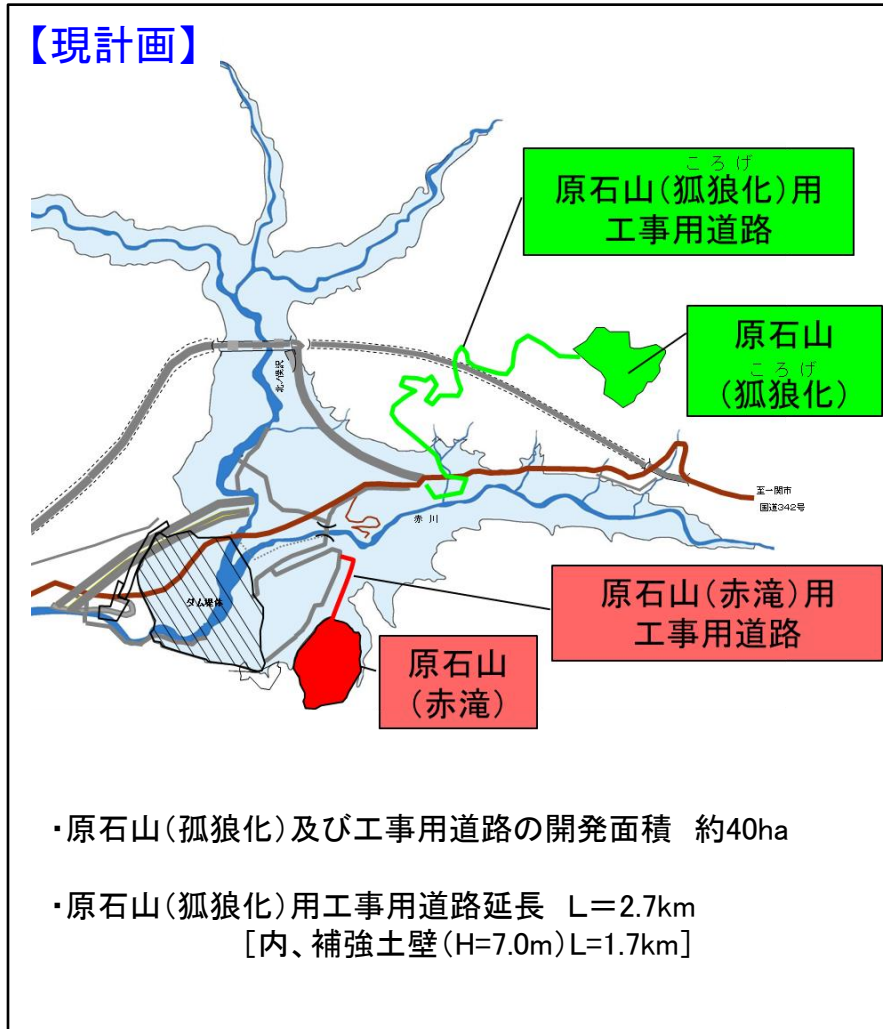 【現計画】
ころげ
原石山(狐狼化)用
工事用道路
原石山
ころげ
(狐狼化)
北ノ俣沢
至一関市
国道342号
赤川
ダム堤体
原石山(赤滝)用
工事用道路
原石山
(赤滝)
・原石山(孤狼化)及び工事用道路の開発面積 約40ha
・原石山(狐狼化)用工事用道路延長 L=2.7km
[内、補強土壁(H=7.0m)L=1.7km]